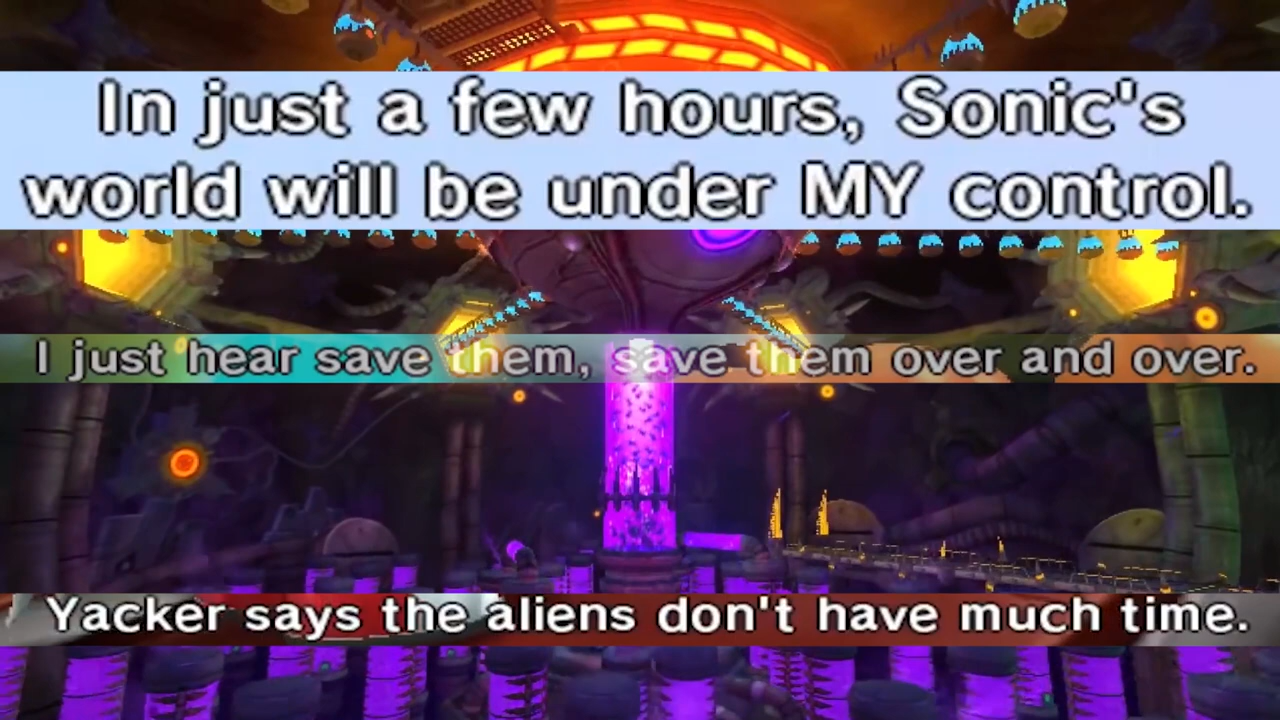 In just a few hours, Sonic's
world will be under MY control.
I just hear save them, save them over and over.
Yacker says the aliens don't have much time.